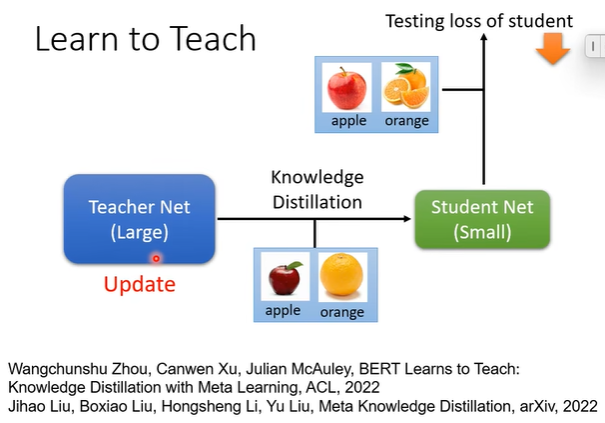 Testing loss of student
Learn to Teach
apple orange
Knowledge
Distillation
Teacher Net
(Large)
Student Net
(Small)
Update
apple orange
Wangchunshu Zhou, Canwen Xu, Julian McAuley, BERT Learns to Teach:
Knowledge Distillation with Meta Learning, ACL, 2022
Jihao Liu, Boxiao Liu, Hongsheng Li, Yu Liu, Meta Knowledge Distillation, arXiv, 2022